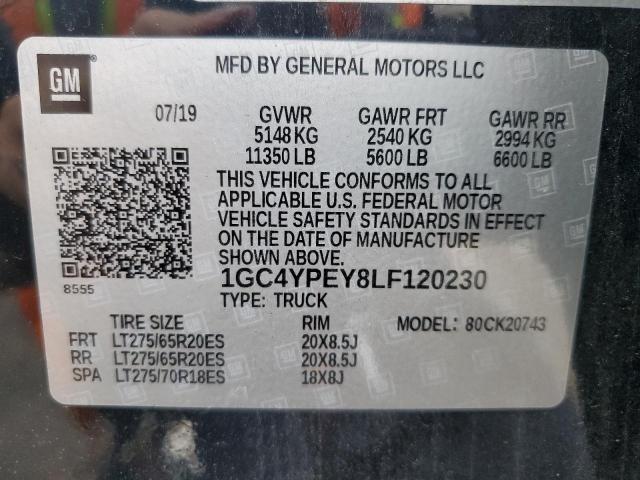 GM
MFD BY GENERAL MOTORS LLC
07/19 GVWR GAWR FRT GAWR RR
5148 KG 2540 KG 2994 KG
11350 LB 5600 LB 6600 LB
THIS VEHICLE CONFORMS TO ALL
APPLICABLE U.S. FEDERAL MOTOR
VEHICLE SAFETY STANDARDS IN EFFECT
ON THE DATE OF MANUFACTURE
SHOWN ABOVE.
8555
1GC4YPEY8LF120230
TYPE: TRUCK
TIRE SIZE RIM MODEL: 80CK20743
FRT LT275/65R20ES 20X8.5J
RR LT275/65R20ES 20X8.5J
SPA LT275/70R18ES 18X8J